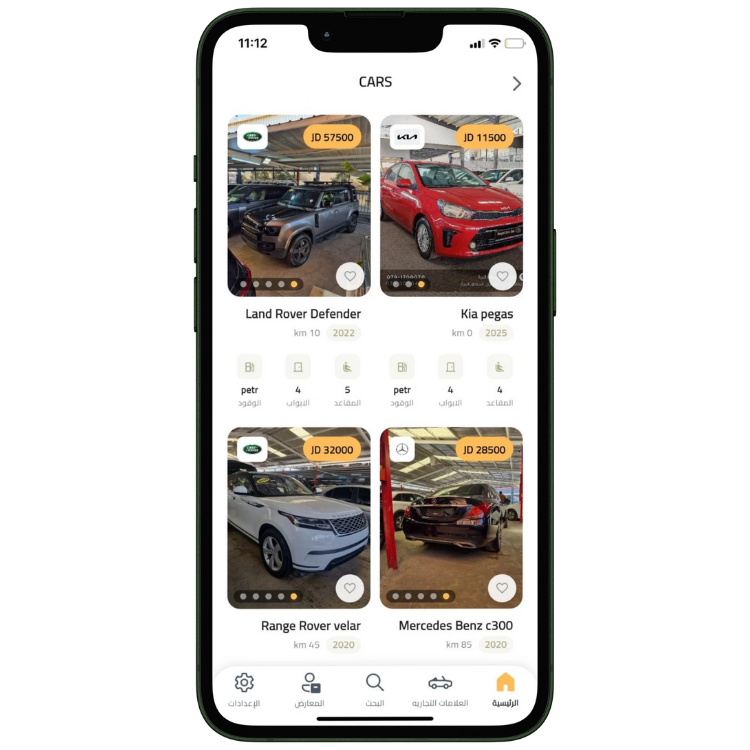 11:12
CARS
JD 57500
JD 11500
KIA
Land Rover Defender
Kia pegas
km 10 2022
km 0 2025
petr
4
5
petr
4
4
الوقود
الابواب
المقاعد
الوقود
الابواب
المقاعد
JD 32000
JD 28500
Range Rover velar
Mercedes Benz c300
km 45 2020
km 85 2020
الرئيسية
العلامات التجاريه
البحث
المعارض
الإعدادات